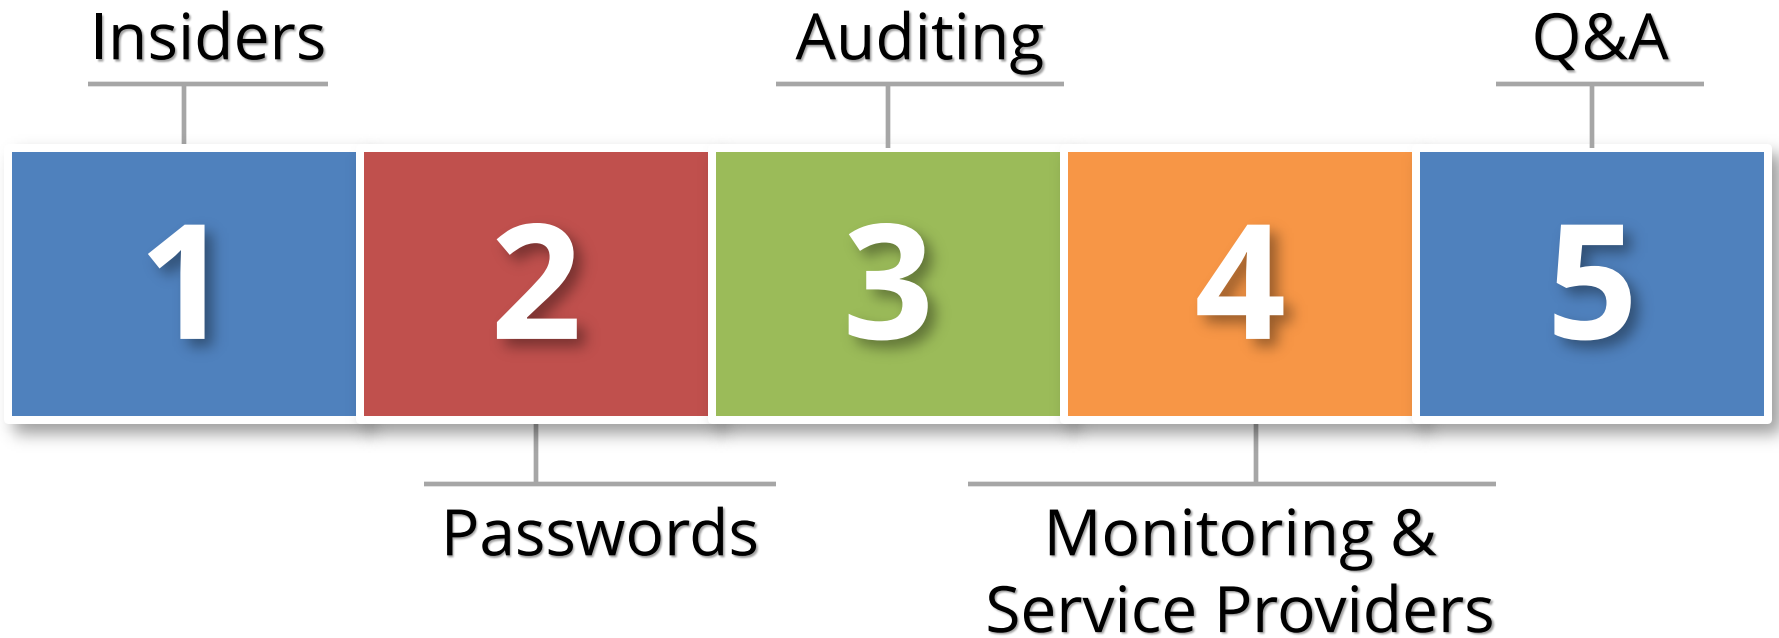 Insiders
Auditing
Q&A
1
2
3
4
5
Passwords
Monitoring &
Service Providers